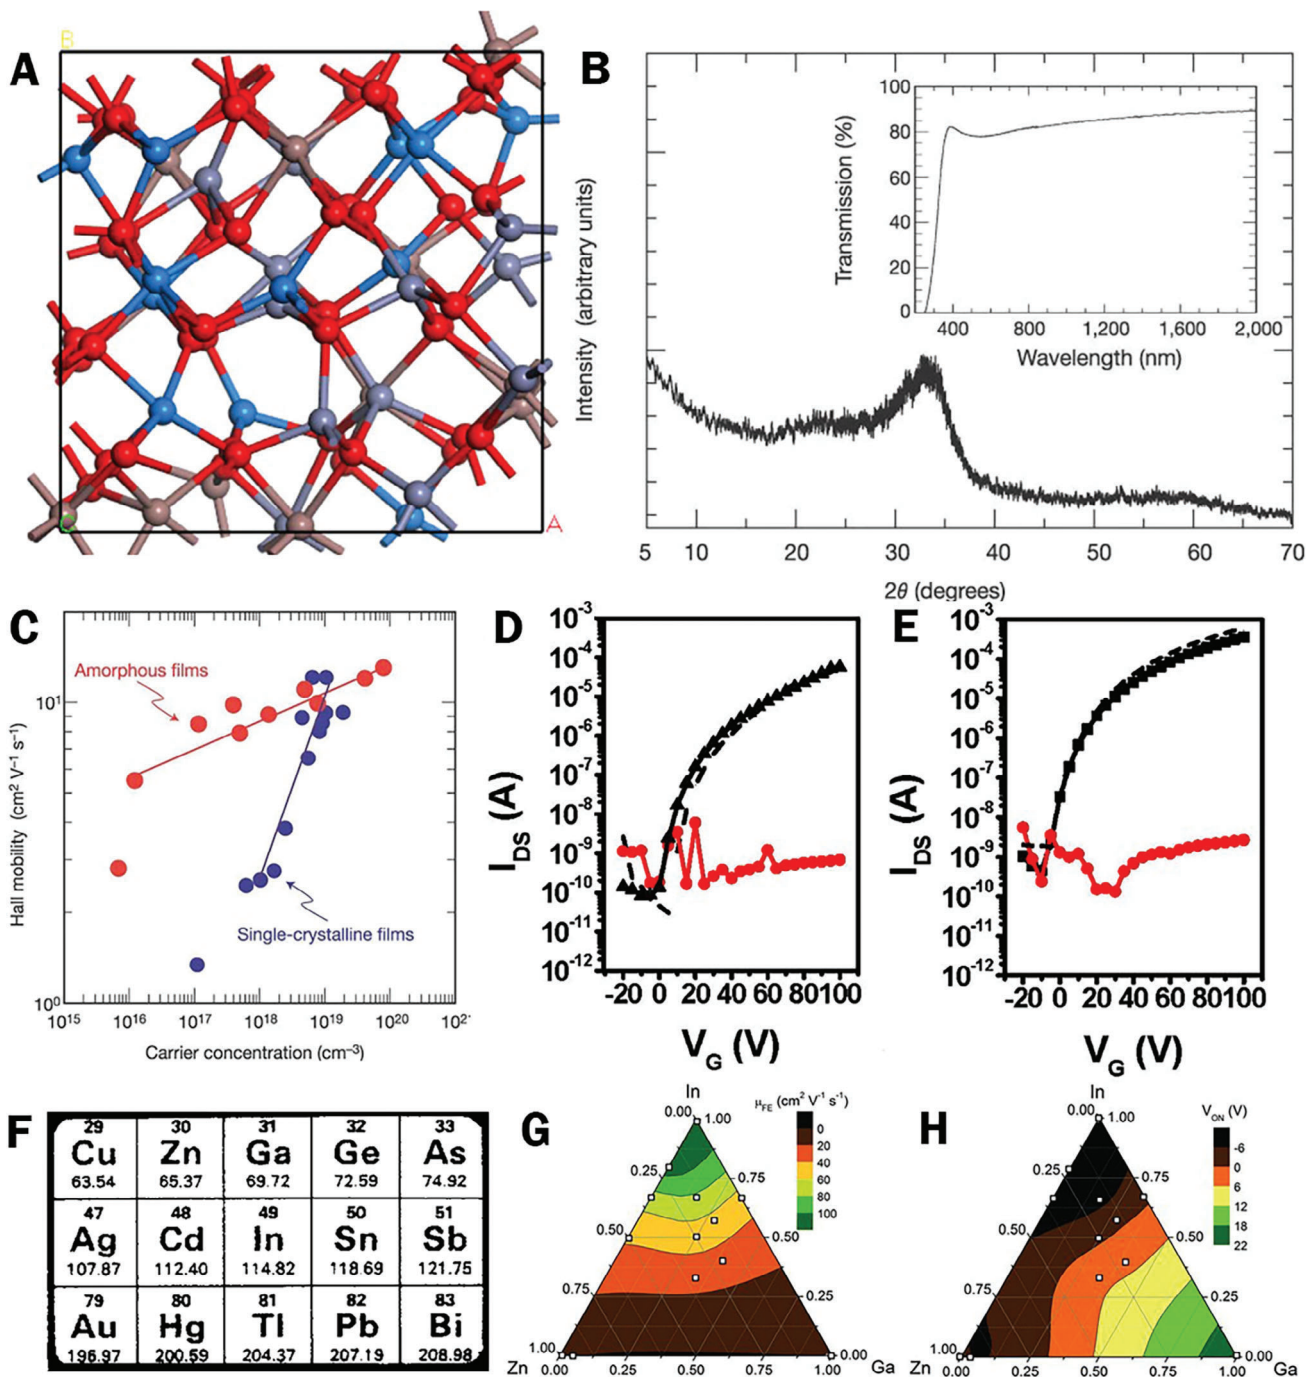 A
B
C
A
B
Intensity (arbitrary units)
5 10 20 30 40 50 60 70
2θ (degrees)
Transmission (%)
100
80
60
40
20
0
400 800 1,200 1,600 2,000
Wavelength (nm)
C
Hall mobility (cm² V⁻¹ s⁻¹)
10¹
10⁰
Amorphous films
Single-crystalline films
10¹⁵ 10¹⁶ 10¹⁷ 10¹⁸ 10¹⁹ 10²⁰ 10²
Carrier concentration (cm⁻³)
D
I_DS (A)
10⁻³
10⁻⁴
10⁻⁵
10⁻⁶
10⁻⁷
10⁻⁸
10⁻⁹
10⁻¹⁰
10⁻¹¹
10⁻¹²
-20 0 20 40 60 80 100
V_G (V)
E
I_DS (A)
10⁻³
10⁻⁴
10⁻⁵
10⁻⁶
10⁻⁷
10⁻⁸
10⁻⁹
10⁻¹⁰
10⁻¹¹
10⁻¹²
-20 0 20 40 60 80 100
V_G (V)
F
29 30 31 32 33
Cu Zn Ga Ge As
63.54 65.37 69.72 72.59 74.92
47 48 49 50 51
Ag Cd In Sn Sb
107.87 112.40 114.82 118.69 121.75
79 80 81 82 83
Au Hg Tl Pb Bi
196.97 200.59 204.37 207.19 208.98
G
In
0.00 1.00
0.25 0.75
0.50 0.50
0.75 0.25
1.00 0.00
Zn Ga
0.00 0.25 0.50 0.75 1.00
μ_FE (cm² V⁻¹ s⁻¹)
0
20
40
60
80
100
H
In
0.00 1.00
0.25 0.75
0.50 0.50
0.75 0.25
1.00 0.00
Zn Ga
0.00 0.25 0.50 0.75 1.00
V_ON (V)
-6
0
6
12
18
22